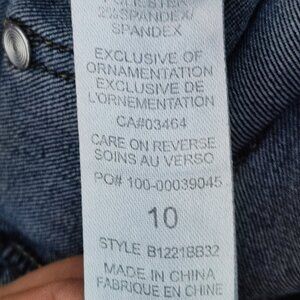 2% SPANDEX/
SPANDEX
EXCLUSIVE OF
ORNAMENTATION
EXCLUSIVE DE
L'ORNEMENTATION
CA#03464
CARE ON REVERSE
SOINS AU VERSO
PO# 100-00039045
10
STYLE B1221BB32
MADE IN CHINA
FABRIQUE EN CHINE